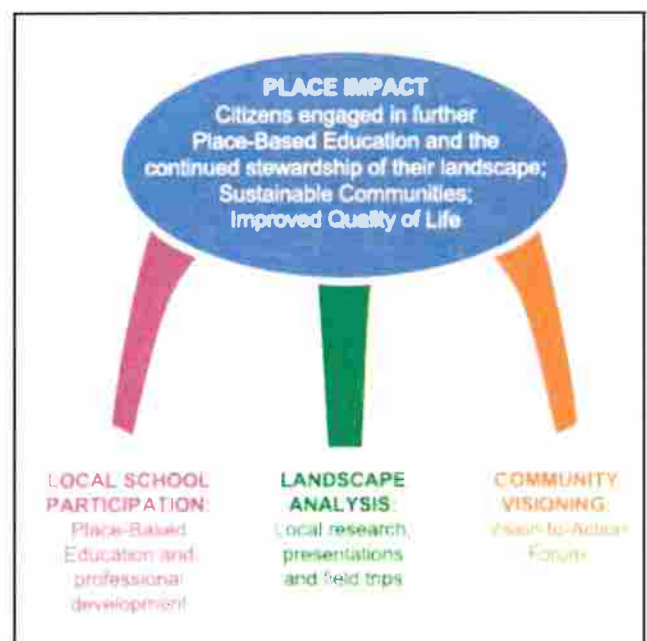 PLACE IMPACT
Citizens engaged in further
Place-Based Education and the
continued stewardship of their landscape;
Sustainable Communities;
Improved Quality of Life
LOCAL SCHOOL
PARTICIPATION:
Place-Based
Education and
professional
development
LANDSCAPE
ANALYSIS:
Local research,
presentations
and field trips
COMMUNITY
VISIONING:
Vision-to-Action
Forum